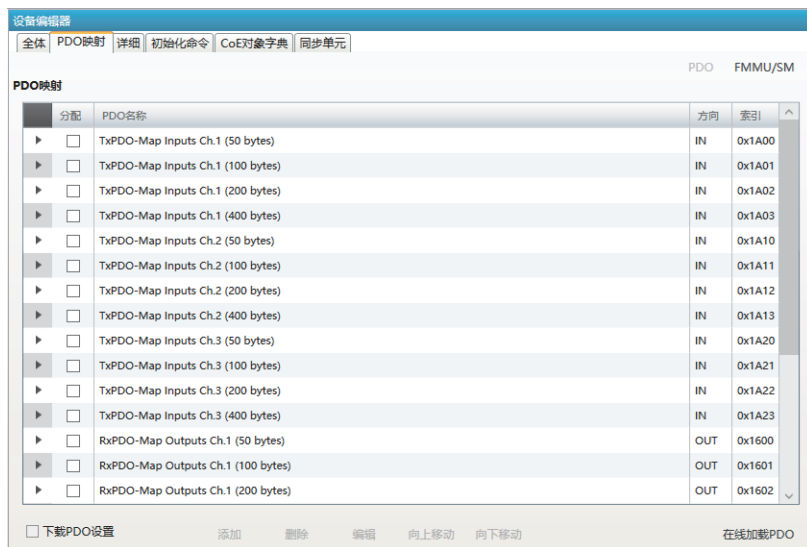 设备编辑器
全体 PDO映射 详细 初始化命令 CoE对象字典 同步单元
PDO FMMU/SM
PDO映射
分配 PDO名称 方向 索引
TxPDO-Map Inputs Ch.1 (50 bytes) IN 0x1A00
TxPDO-Map Inputs Ch.1 (100 bytes) IN 0x1A01
TxPDO-Map Inputs Ch.1 (200 bytes) IN 0x1A02
TxPDO-Map Inputs Ch.1 (400 bytes) IN 0x1A03
TxPDO-Map Inputs Ch.2 (50 bytes) IN 0x1A10
TxPDO-Map Inputs Ch.2 (100 bytes) IN 0x1A11
TxPDO-Map Inputs Ch.2 (200 bytes) IN 0x1A12
TxPDO-Map Inputs Ch.2 (400 bytes) IN 0x1A13
TxPDO-Map Inputs Ch.3 (50 bytes) IN 0x1A20
TxPDO-Map Inputs Ch.3 (100 bytes) IN 0x1A21
TxPDO-Map Inputs Ch.3 (200 bytes) IN 0x1A22
TxPDO-Map Inputs Ch.3 (400 bytes) IN 0x1A23
RxPDO-Map Outputs Ch.1 (50 bytes) OUT 0x1600
RxPDO-Map Outputs Ch.1 (100 bytes) OUT 0x1601
RxPDO-Map Outputs Ch.1 (200 bytes) OUT 0x1602
下载PDO设置 添加 删除 编辑 向上移动 向下移动 在线加载PDO